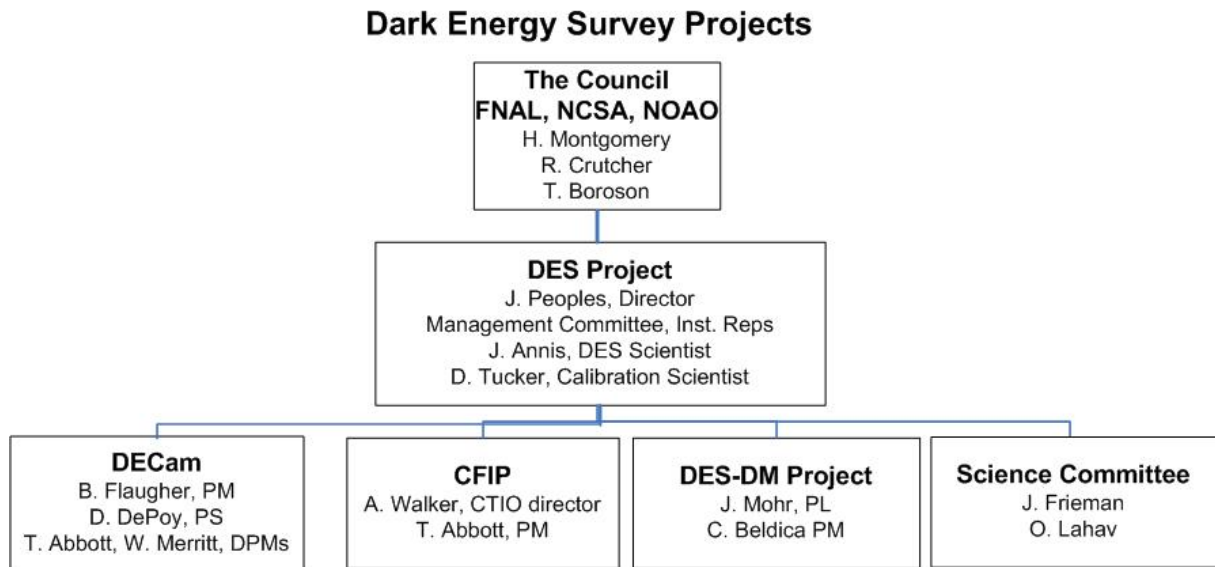 Dark Energy Survey Projects
The Council
FNAL, NCSA, NOAO
H. Montgomery
R. Crutcher
T. Boroson
DES Project
J. Peoples, Director
Management Committee, Inst. Reps
J. Annis, DES Scientist
D. Tucker, Calibration Scientist
DECam
B. Flaugher, PM
D. DePoy, PS
T. Abbott, W. Merritt, DPMs
CFIP
A. Walker, CTIO director
T. Abbott, PM
DES-DM Project
J. Mohr, PL
C. Beldica PM
Science Committee
J. Frieman
O. Lahav